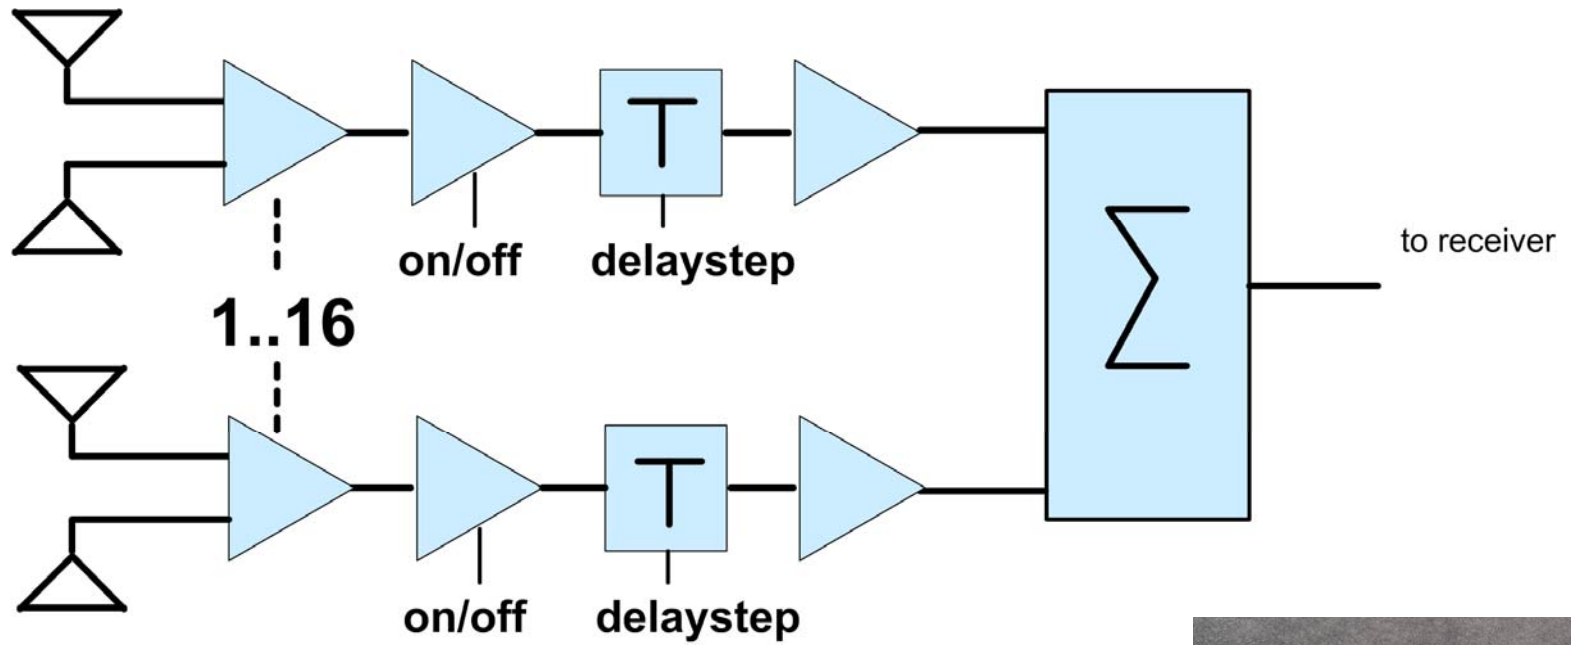 T
on/off
delaystep
Σ
to receiver
1..16
T
on/off
delaystep